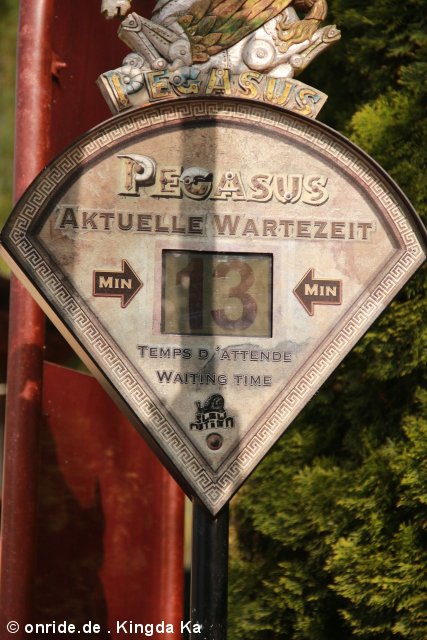 PEGASUS
PEGASUS
AKTUELLE WARTEZEIT
MIN 13 MIN
TEMPS D'ATTENDE
WAITING TIME
© onride.de . Kingda Ka